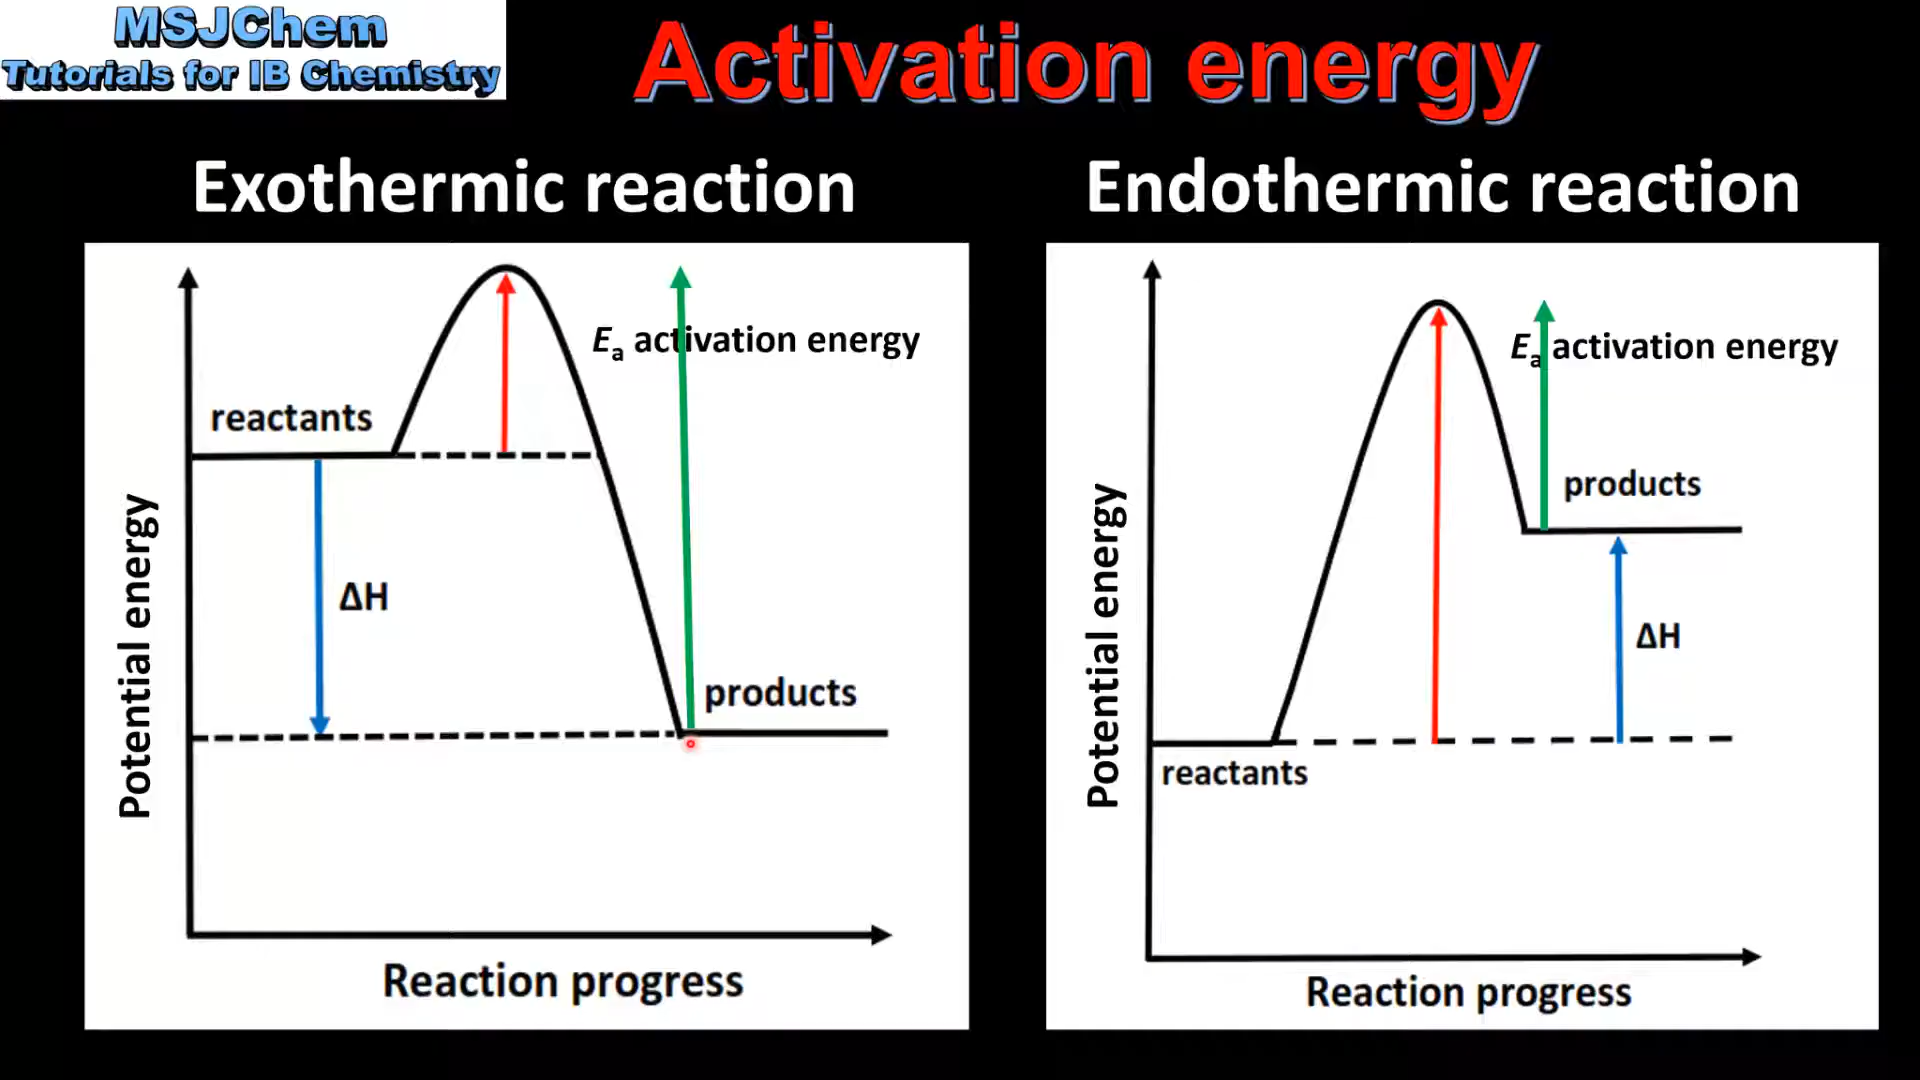 MSJChem
Tutorials for IB Chemistry
Activation energy
Exothermic reaction
Endothermic reaction
Eₐ activation energy
reactants
ΔH
products
Potential energy
Reaction progress
Eₐ activation energy
products
ΔH
reactants
Potential energy
Reaction progress